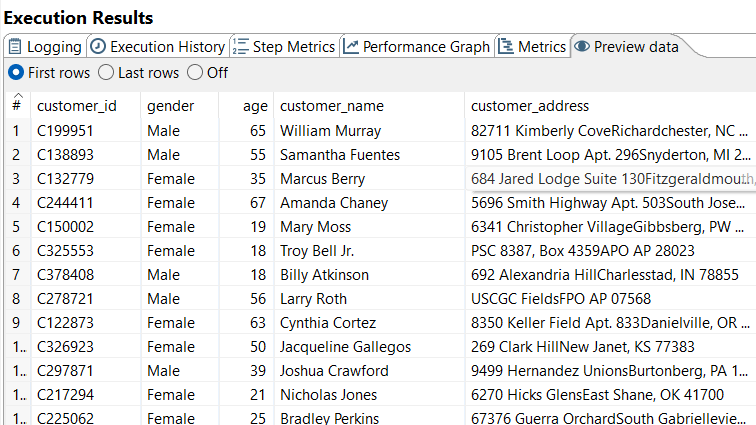 Execution Results
Logging Execution History Step Metrics Performance Graph Metrics Preview data
First rows Last rows Off
# customer_id gender age customer_name customer_address
1 C199951 Male 65 William Murray 82711 Kimberly CoveRichardchester, NC ...
2 C138893 Male 55 Samantha Fuentes 9105 Brent Loop Apt. 296Snyderton, MI 2...
3 C132779 Female 35 Marcus Berry 684 Jared Lodge Suite 130Fitzgeraldmouth,
4 C244411 Female 67 Amanda Chaney 5696 Smith Highway Apt. 503South Jose...
5 C150002 Female 19 Mary Moss 6341 Christopher VillageGibbsberg, PW ...
6 C325553 Female 18 Troy Bell Jr. PSC 8387, Box 4359APO AP 28023
7 C378408 Male 18 Billy Atkinson 692 Alexandria HillCharlesstad, IN 78855
8 C278721 Male 56 Larry Roth USCGC FieldsFPO AP 07568
9 C122873 Female 63 Cynthia Cortez 8350 Keller Field Apt. 833Danielville, OR ...
1.. C326923 Female 50 Jacqueline Gallegos 269 Clark HillNew Janet, KS 77383
1.. C297871 Male 39 Joshua Crawford 9499 Hernandez UnionsBurtonberg, PA 1...
1.. C217294 Female 21 Nicholas Jones 6270 Hicks GlensEast Shane, OK 41700
1.. C225062 Female 25 Bradley Perkins 67376 Guerra OrchardSouth Gabriellevie...